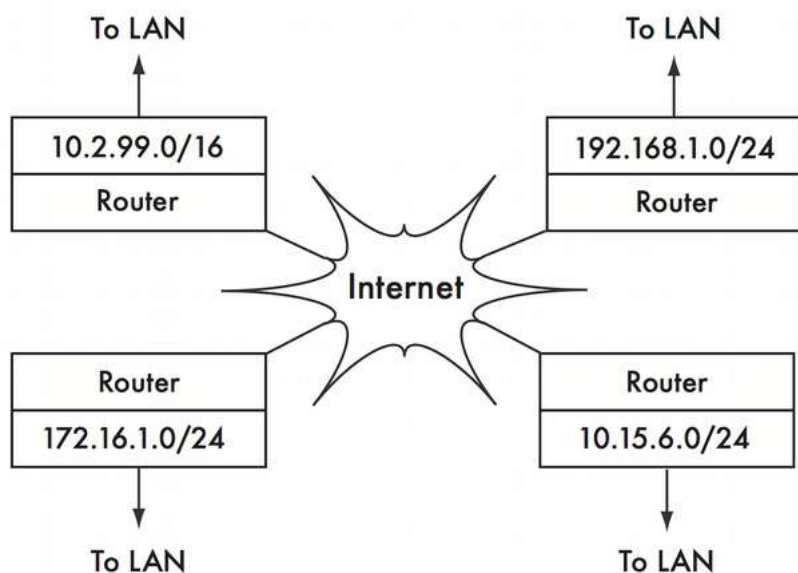 To LAN
To LAN
10.2.99.0/16
Router
192.168.1.0/24
Router
Internet
Router
172.16.1.0/24
Router
10.15.6.0/24
To LAN
To LAN